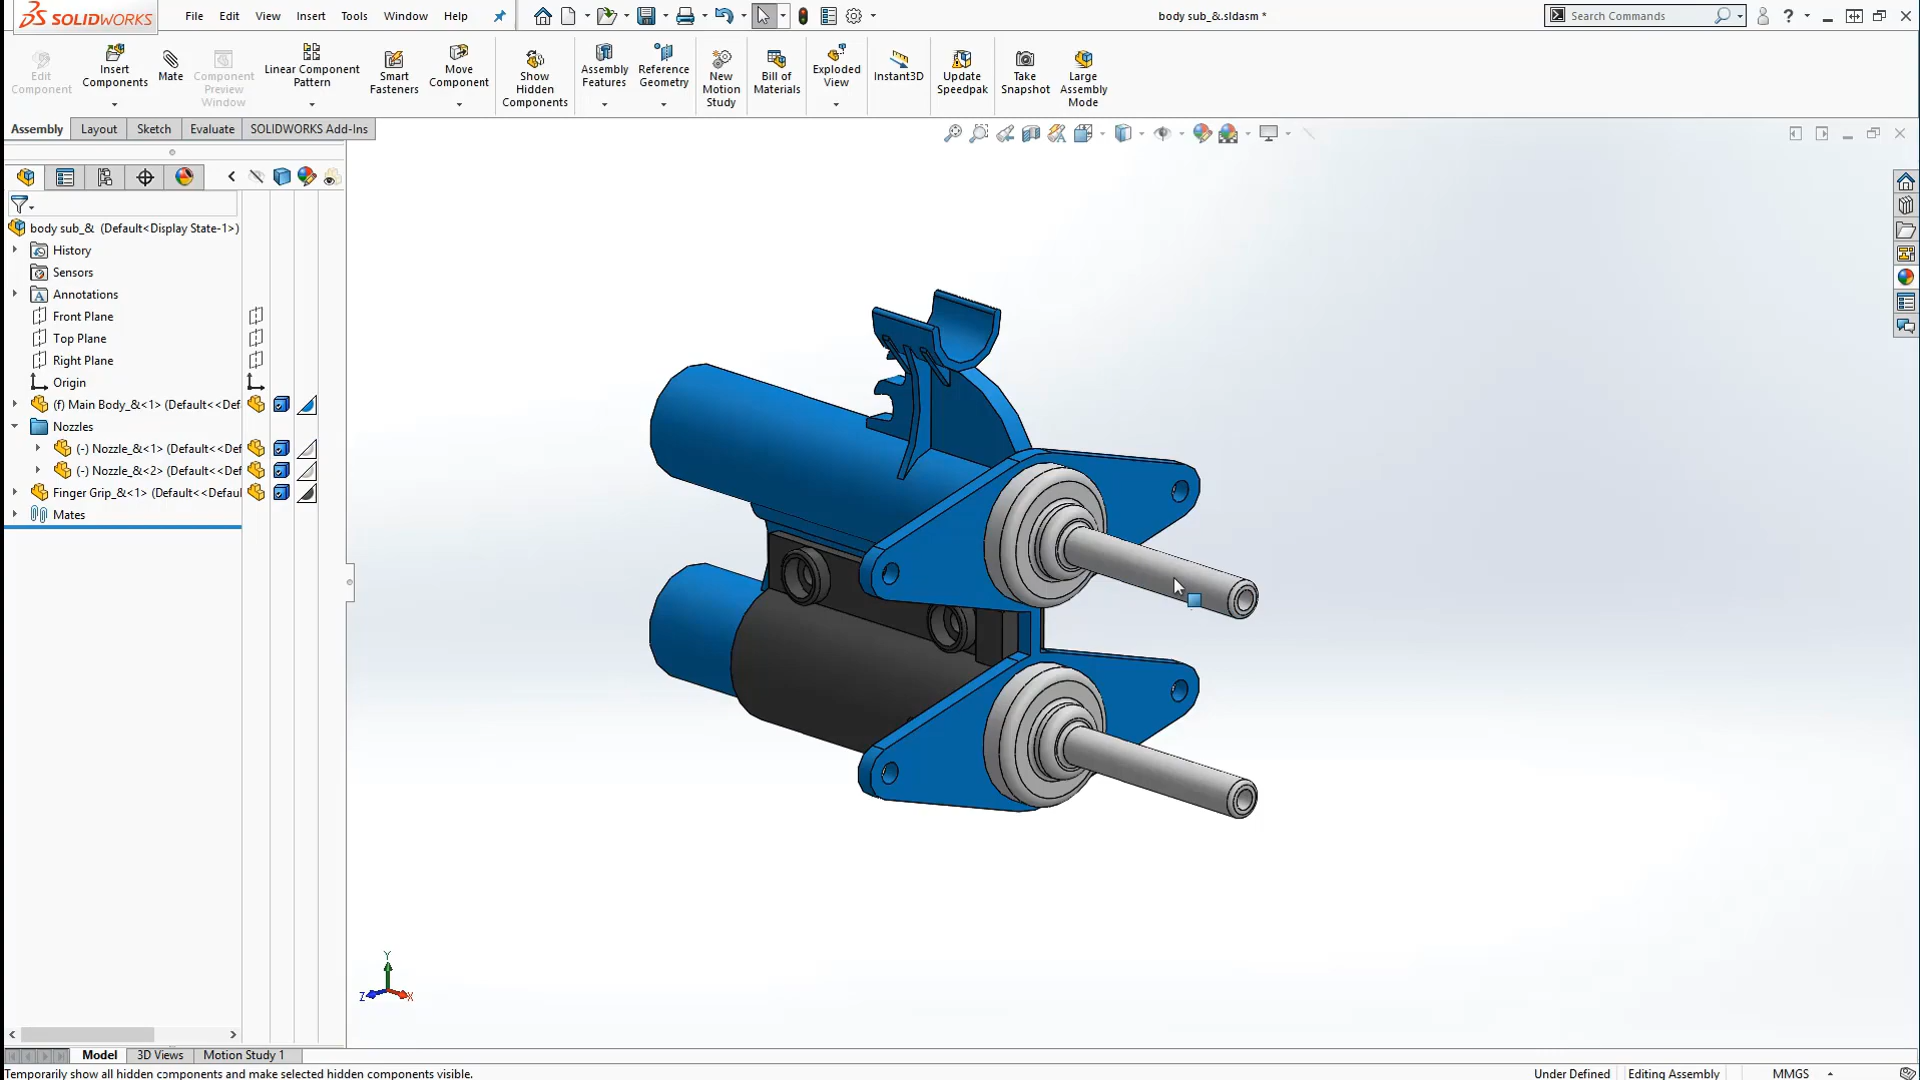 SOLIDWORKS File Edit View Insert Tools Window Help body sub_&.sldasm * Search Commands
Edit Component
Insert Components
Mate
Component Preview Window
Linear Component Pattern
Smart Fasteners
Move Component
Show Hidden Components
Assembly Features
Reference Geometry
New Motion Study
Bill of Materials
Exploded View
Instant3D
Update Speedpak
Take Snapshot
Large Assembly Mode
Assembly Layout Sketch Evaluate SOLIDWORKS Add-Ins
body sub_& (Default<Display State-1>)
History
Sensors
Annotations
Front Plane
Top Plane
Right Plane
Origin
(f) Main Body_&<1> (Default<<Def
Nozzles
(-) Nozzle_&<1> (Default<<Def
(-) Nozzle_&<2> (Default<<Def
Finger Grip_&<1> (Default<<Defaul
Mates
Y
Z X
Model 3D Views Motion Study 1
Temporarily show all hidden components and make selected hidden components visible. Under Defined Editing Assembly MMGS